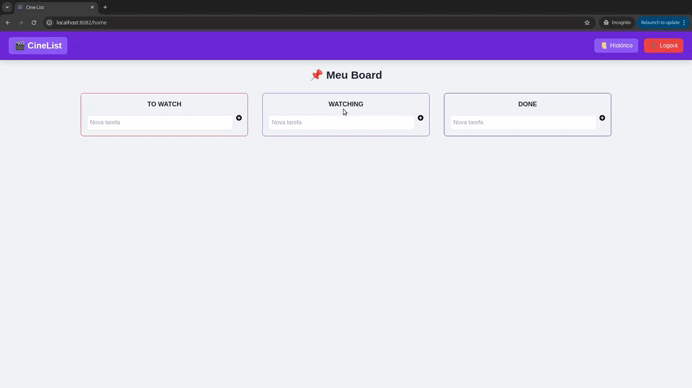 Cine List
localhost:8082/home
Incognito
Relaunch to update
CineList
Histórico
Logout
Meu Board
TO WATCH
WATCHING
DONE
Nova tarefa
Nova tarefa
Nova tarefa